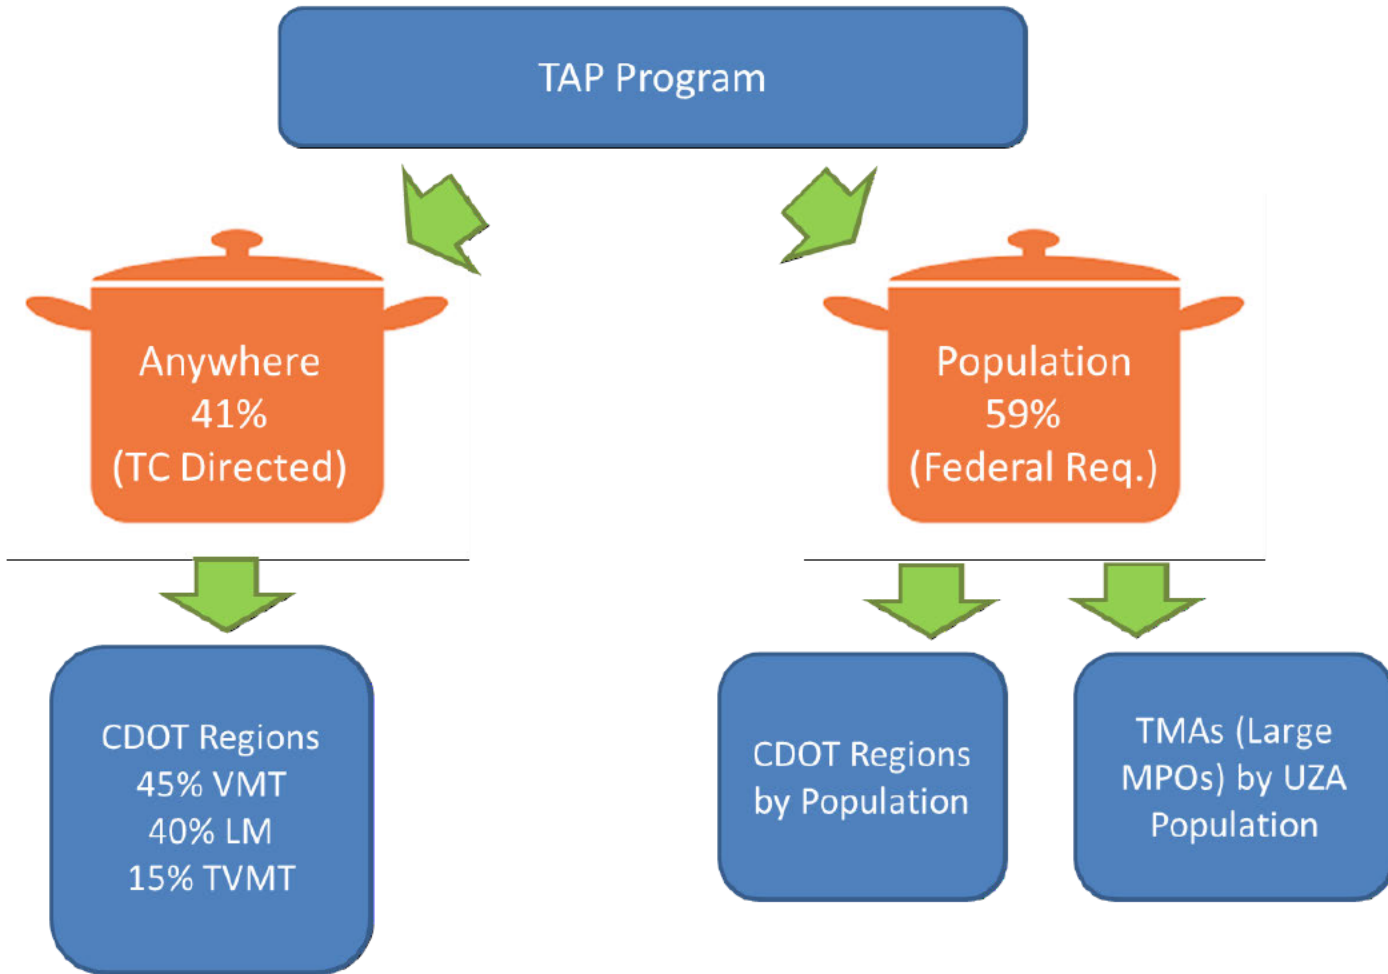 TAP Program
Anywhere
41%
(TC Directed)
Population
59%
(Federal Req.)
CDOT Regions
45% VMT
40% LM
15% TVMT
CDOT Regions
by Population
TMAs (Large
MPOs) by UZA
Population